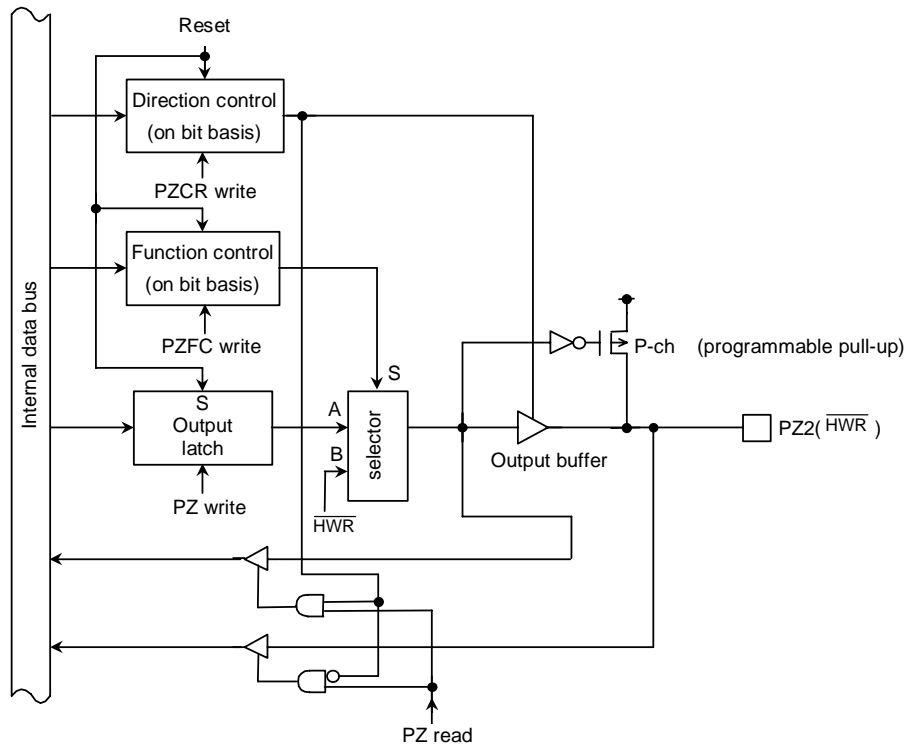 Reset
Direction control
(on bit basis)
PZCR write
Function control
(on bit basis)
PZFC write
Internal data bus
S
Output
latch
PZ write
A
B
S
selector
HWR
Output buffer
P-ch (programmable pull-up)
PZ2(HWR)
PZ read